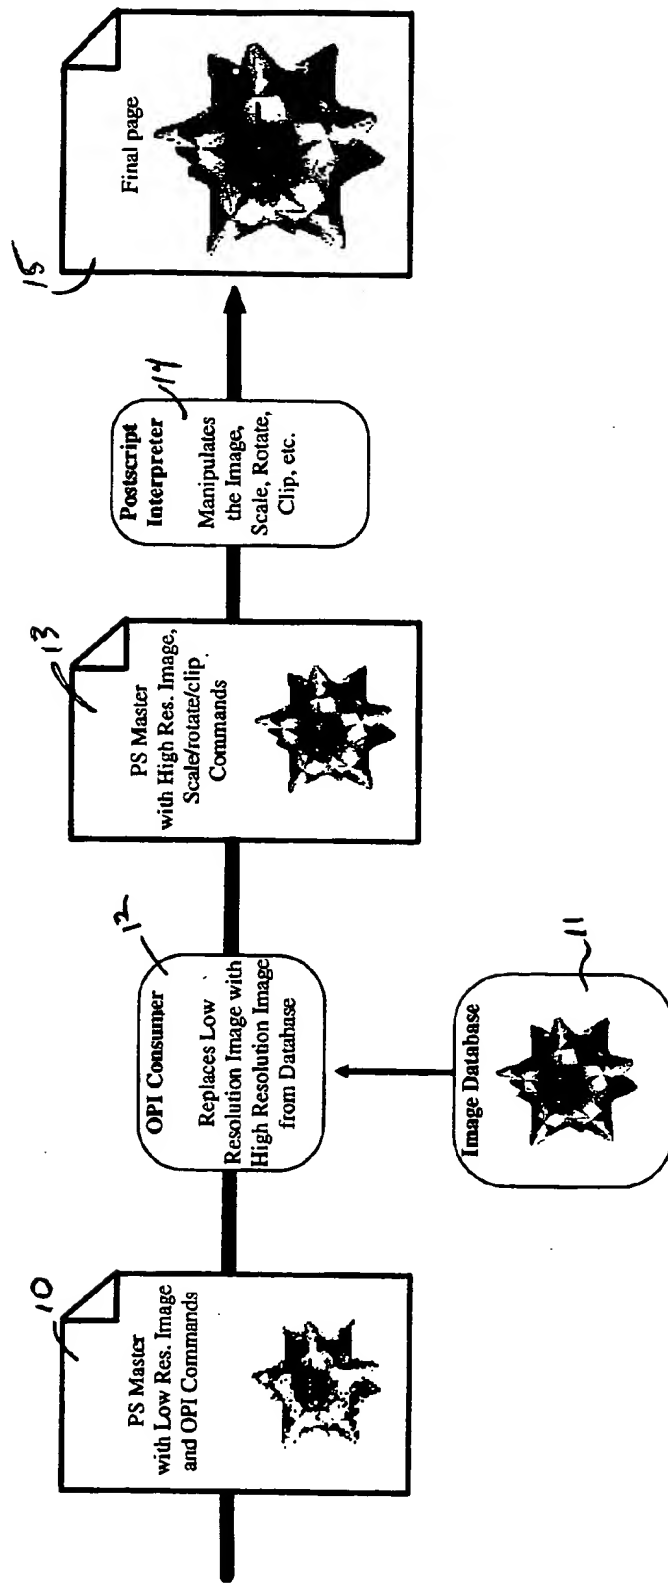 10
PS Master
with Low Res. Image
and OPI Commands
12
OPI Consumer
Replaces Low
Resolution Image with
High Resolution Image
from Database
11
Image Database
13
PS Master
with High Res. Image,
Scale/rotate/clip
Commands
14
Postscript
Interpreter
Manipulates
the Image,
Scale, Rotate,
Clip, etc.
15
Final page